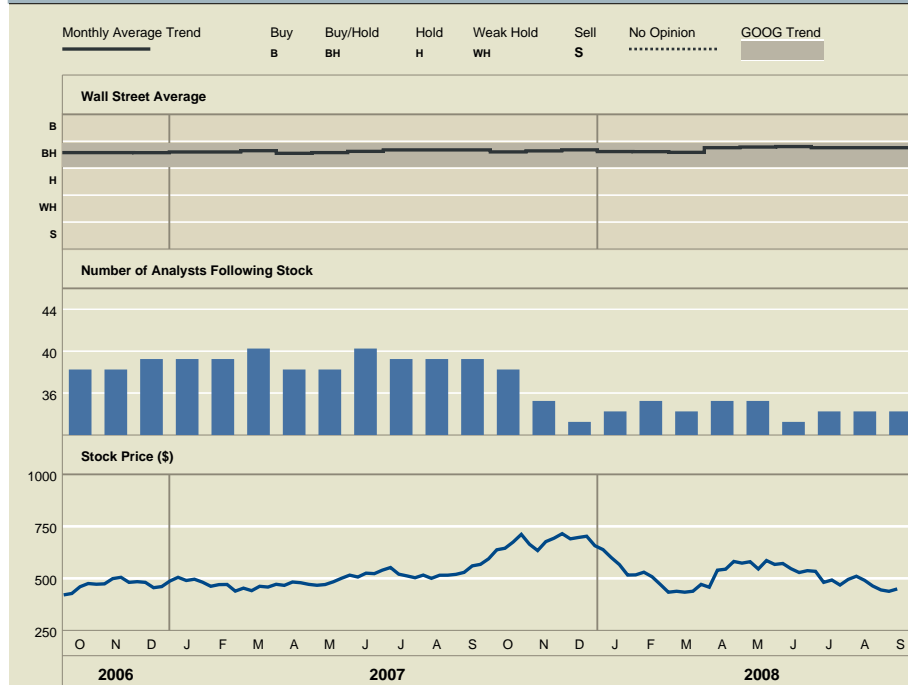 Monthly Average Trend Buy Buy/Hold Hold Weak Hold Sell No Opinion GOOG Trend
B BH H WH S
Wall Street Average
B
BH
H
WH
S
Number of Analysts Following Stock
44
40
36
Stock Price ($)
1000
750
500
250
O N D J F M A M J J A S O N D J F M A M J J A S
2006 2007 2008